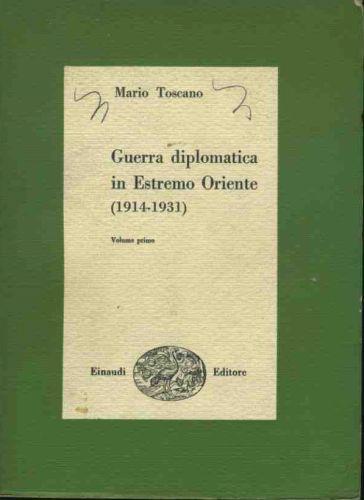 Mario Toscano
Guerra diplomatica
in Estremo Oriente
(1914-1931)
Volume primo
Einaudi Editore